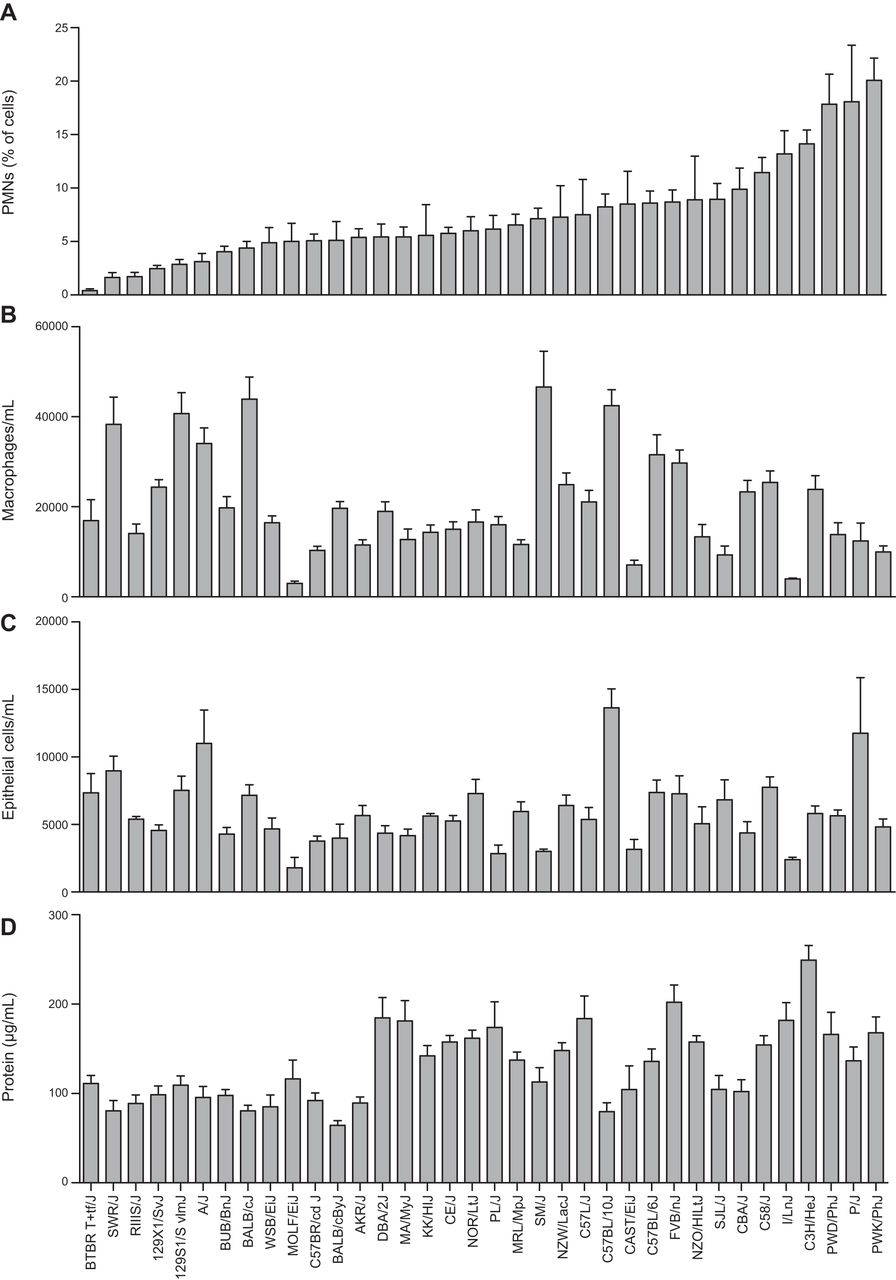 A
25
20
15
10
5
0
PMNs (% of cells)
B
60000
40000
20000
0
Macrophages/mL
C
20000
15000
10000
5000
0
Epithelial cells/mL
D
300
200
100
0
Protein (µg/mL)
BTBR T+tf/J
SWR/J
RIIIS/J
129X1/SvJ
129S1/S vImJ
A/J
BUB/BnJ
BALB/cJ
WSB/EiJ
MOLF/EiJ
C57BR/cd J
BALB/cByJ
AKR/J
DBA/2J
MA/MyJ
KK/HIJ
CE/J
NOR/LtJ
PL/J
MRL/MpJ
SM/J
NZW/LacJ
C57L/J
C57BL/10J
CAST/EiJ
C57BL/6J
FVB/nJ
NZO/HILtJ
SJL/J
CBA/J
C58/J
I/LnJ
C3H/HeJ
PWD/PhJ
P/J
PWK/PhJ